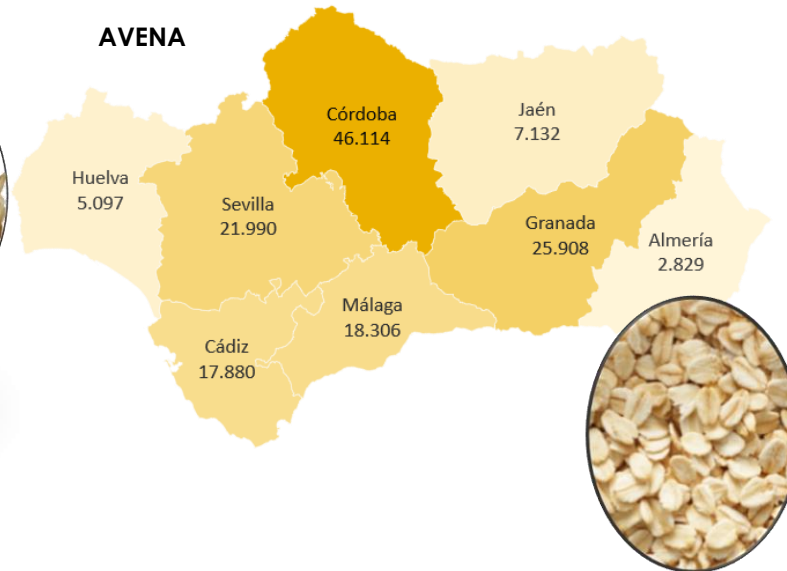 AVENA
Córdoba
46.114
Jaén
7.132
Huelva
5.097
Sevilla
21.990
Granada
25.908
Almería
2.829
Málaga
18.306
Cádiz
17.880